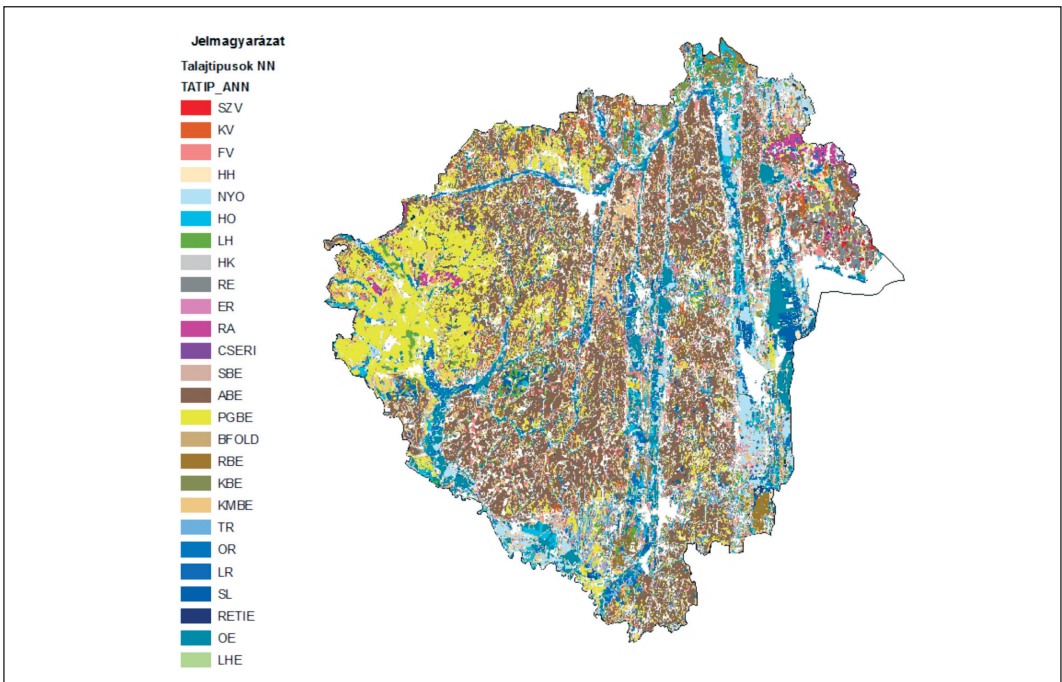 Jelmagyarázat
Talajtípusok NN
TATIP_ANN
SZV
KV
FV
HH
NYO
HO
LH
HK
RE
ER
RA
CSERI
SBE
ABE
PGBE
BFOLD
RBE
KBE
KMBE
TR
OR
LR
SL
RETIE
OE
LHE